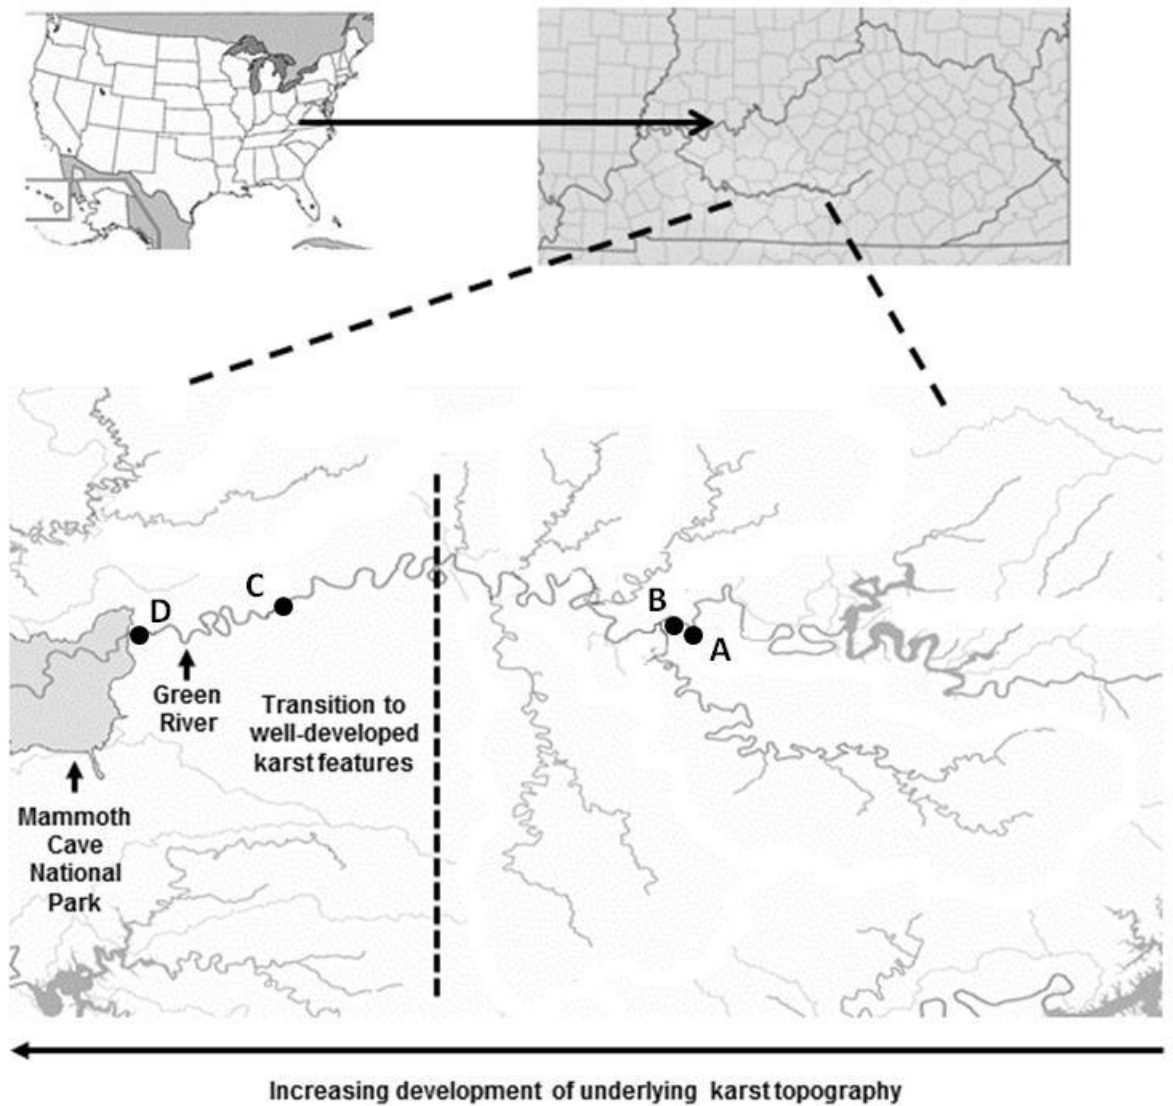 C
D
B
A
Green
River
Transition to
well-developed
karst features
Mammoth
Cave
National
Park
Increasing development of underlying karst topography